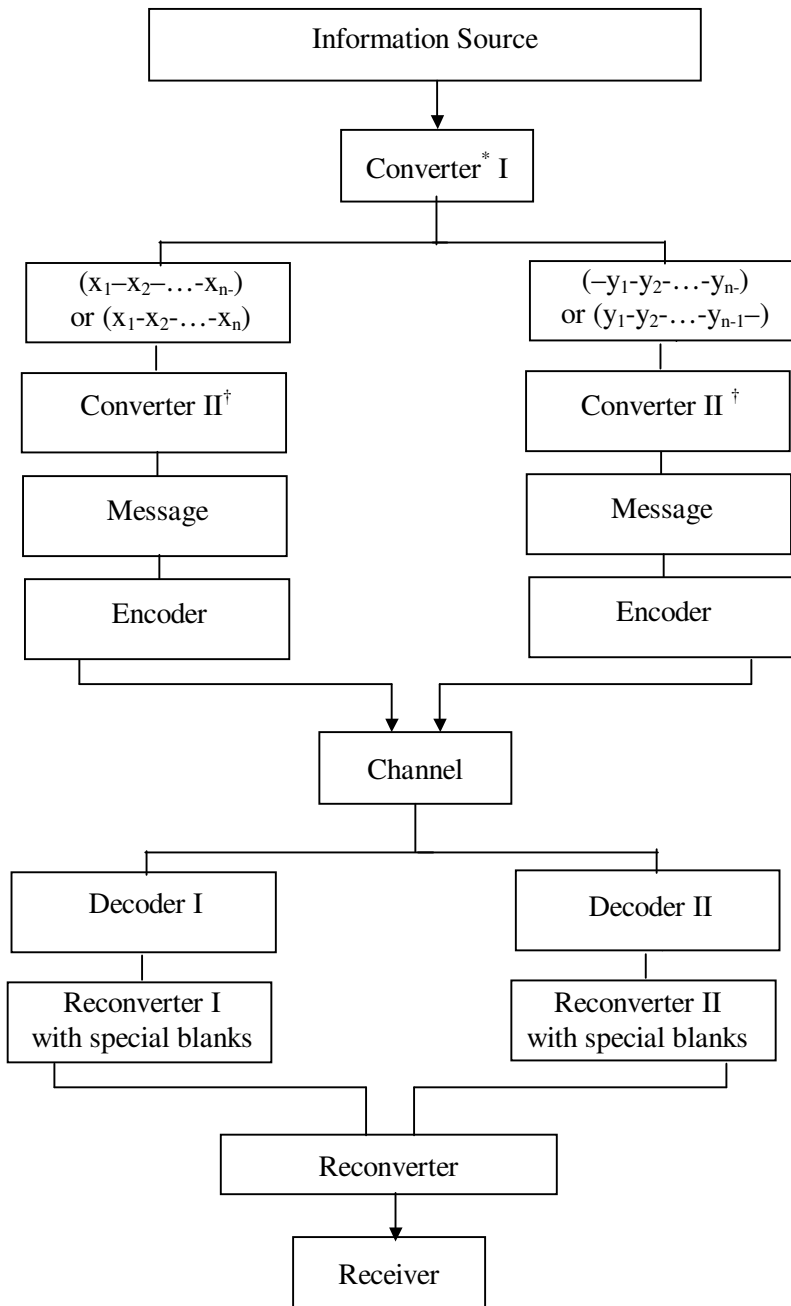 Information Source
Converter* I
(x₁–x₂–…-xₙ-)
or (x₁-x₂-…-xₙ)
(–y₁-y₂-…-yₙ-)
or (y₁-y₂-…-yₙ₋₁–)
Converter II†
Converter II †
Message
Message
Encoder
Encoder
Channel
Decoder I
Decoder II
Reconverter I
with special blanks
Reconverter II
with special blanks
Reconverter
Receiver